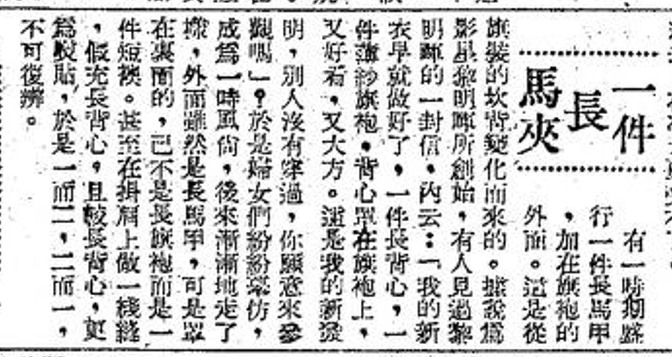 一件
長
馬夾
有一時期盛
行一件長馬甲
，加在旗袍的
外面。這是從
旗裝的坎背變化而來的。據說爲
影星黎明暉所創始，有人見過黎
明暉的一封信，內云：「我的新
衣早就做好了，一件長背心，一
件薄紗旗袍，背心罩在旗袍上，
又好看，又大方。這是我的新發
明，別人沒有穿過，你願意來參
觀嗎」？於是婦女們紛紛摹仿，
成爲一時風尚，後來漸漸地走了
樣，外面雖然是長馬甲，可是罩
在裏面的，已不是長旗袍而是一
件短襖。甚至在掛肩上做一綫縫
，假充長背心，且較長背心，更
爲脫貼，於是一而二，二而一，
不可復辨。